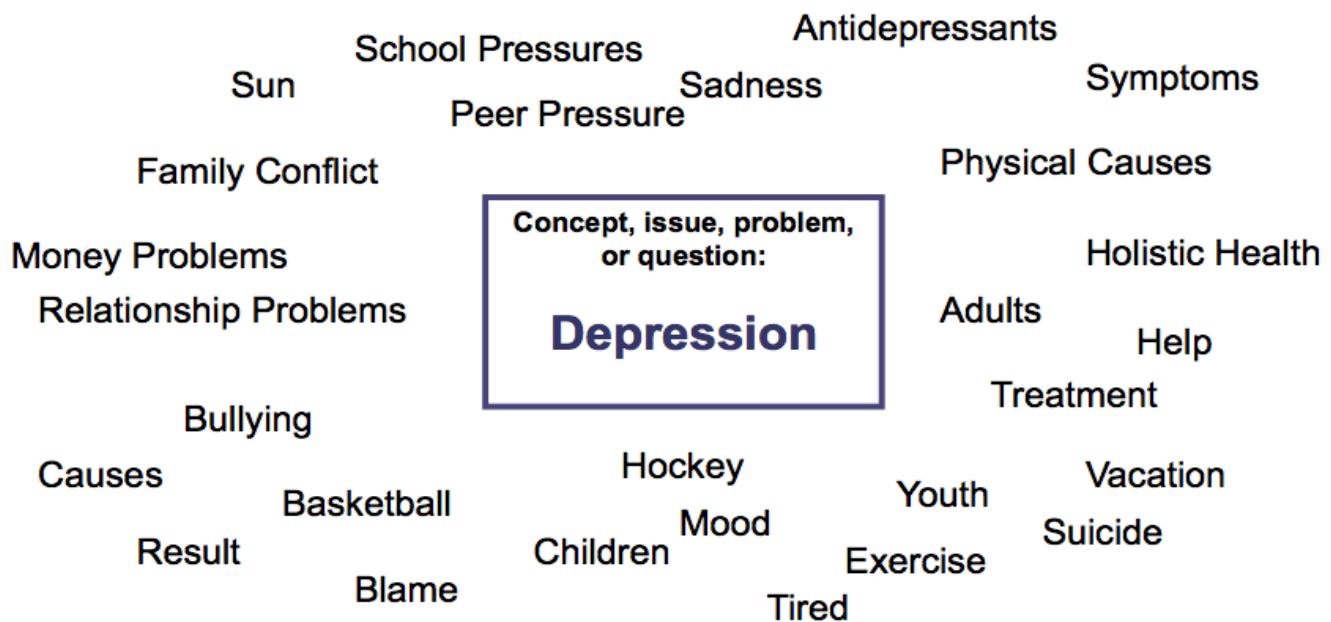 Antidepressants
School Pressures
Sun
Sadness
Symptoms
Peer Pressure
Family Conflict
Physical Causes
Concept, issue, problem,
or question:
Money Problems
Holistic Health
Relationship Problems
Depression
Adults
Help
Treatment
Bullying
Hockey
Causes
Vacation
Basketball
Youth
Mood
Suicide
Result
Children
Exercise
Blame
Tired